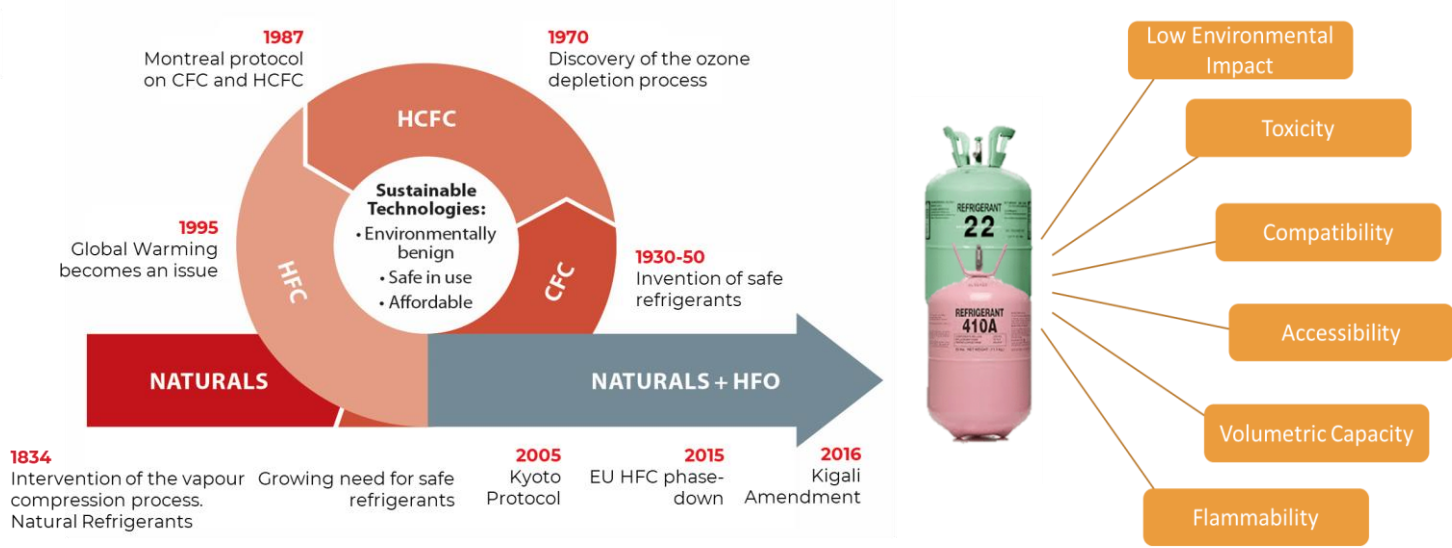 1987
Montreal protocol
on CFC and HCFC
1970
Discovery of the ozone
depletion process
HCFC
Sustainable
Technologies:
• Environmentally
benign
• Safe in use
• Affordable
1995
Global Warming
becomes an issue
HFC
CFC
1930-50
Invention of safe
refrigerants
NATURALS
NATURALS + HFO
1834
Intervention of the vapour
compression process.
Natural Refrigerants
Growing need for safe
refrigerants
2005
Kyoto
Protocol
2015
EU HFC phase-
down
2016
Kigali
Amendment
REFRIGERANT
22
REFRIGERANT
410A
Low Environmental
Impact
Toxicity
Compatibility
Accessibility
Volumetric Capacity
Flammability